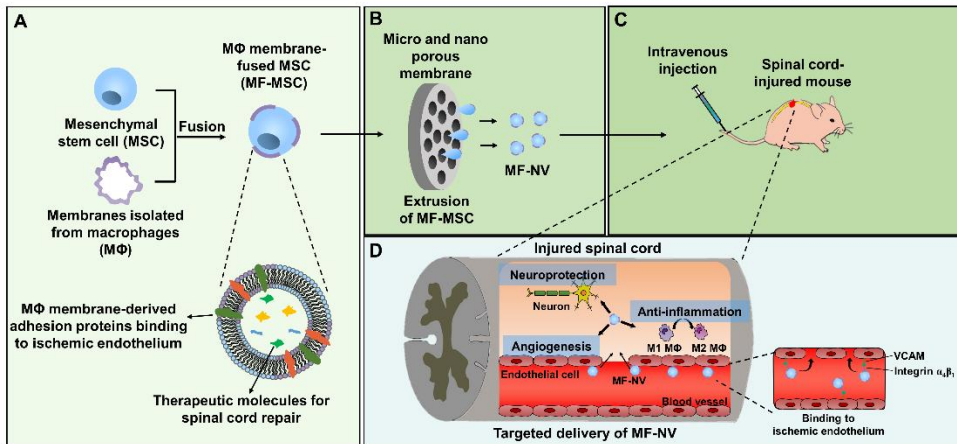 A
MΦ membrane-
fused MSC
(MF-MSC)
Mesenchymal
stem cell (MSC)
Fusion
Membranes isolated
from macrophages
(MΦ)
MΦ membrane-derived
adhesion proteins binding
to ischemic endothelium
Therapeutic molecules for
spinal cord repair
B
Micro and nano
porous
membrane
MF-NV
Extrusion
of MF-MSC
C
Intravenous
injection
Spinal cord-
injured mouse
D
Injured spinal cord
Neuroprotection
Neuron
Anti-inflammation
M1 MΦ
M2 MΦ
Angiogenesis
Endothelial cell
MF-NV
Blood vessel
Targeted delivery of MF-NV
VCAM
Integrin α₄β₁
Binding to
ischemic endothelium